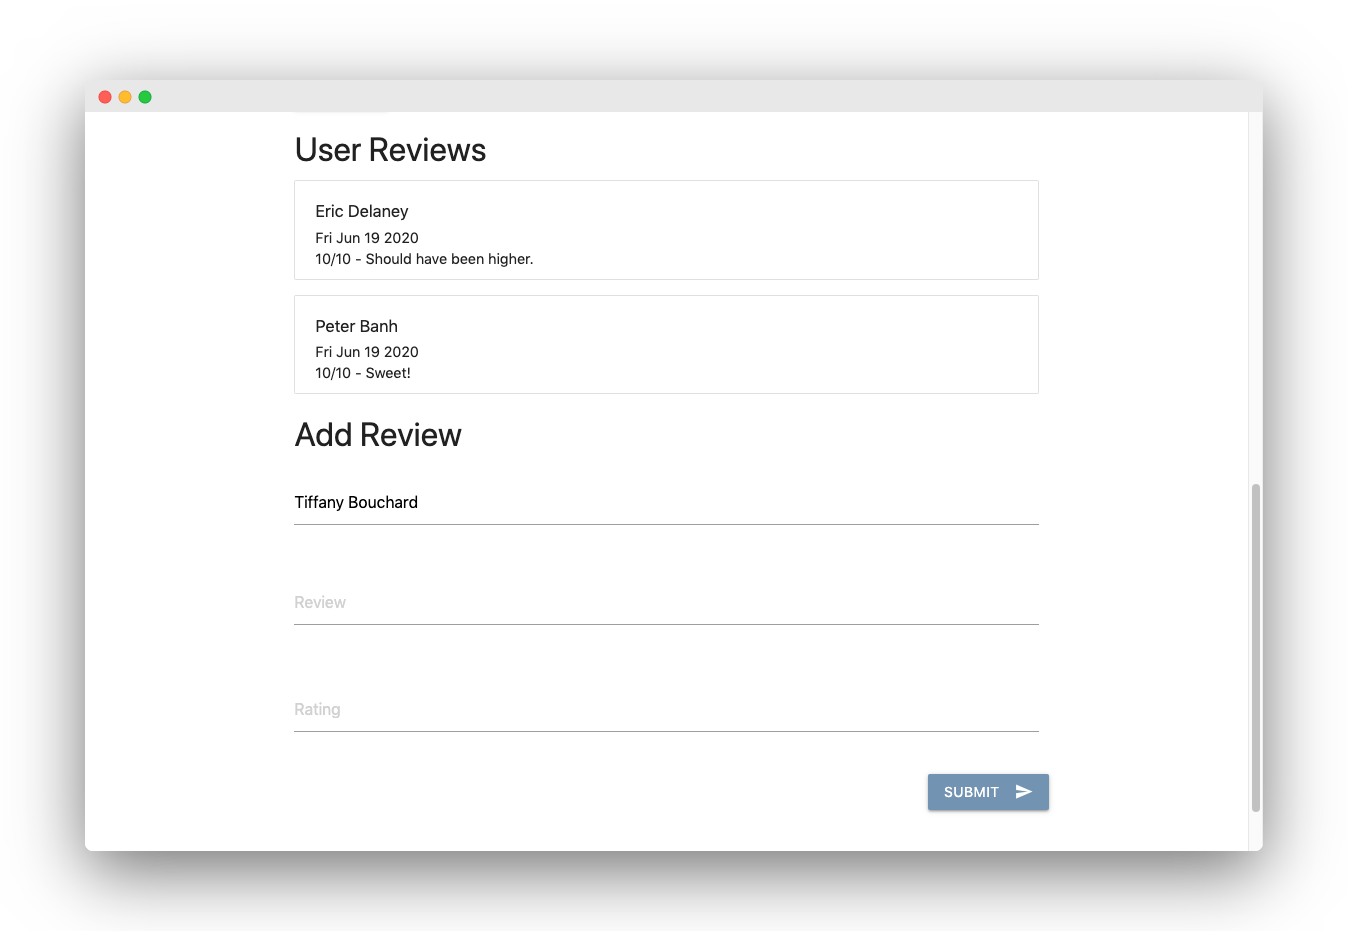 User Reviews
Eric Delaney
Fri Jun 19 2020
10/10 - Should have been higher.
Peter Banh
Fri Jun 19 2020
10/10 - Sweet!
Add Review
Tiffany Bouchard
Review
Rating
SUBMIT